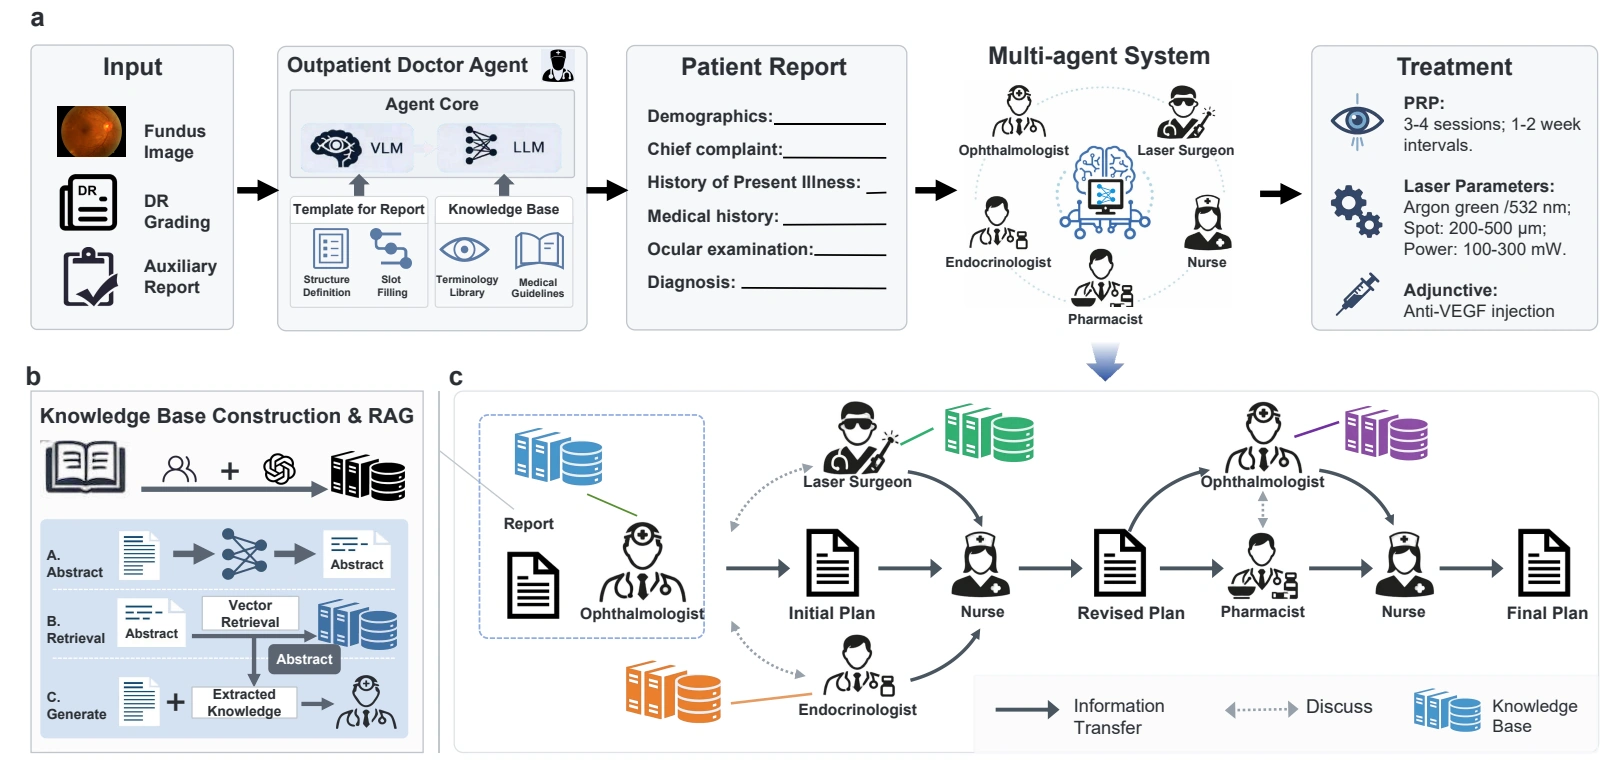 a
Input
Fundus
Image
DR
DR
Grading
Auxiliary
Report
Outpatient Doctor Agent
Agent Core
VLM
LLM
Template for Report
Structure
Definition
Slot
Filling
Knowledge Base
Terminology
Library
Medical
Guidelines
Patient Report
Demographics:
Chief complaint:
History of Present Illness:
Medical history:
Ocular examination:
Diagnosis:
Multi-agent System
Ophthalmologist
Laser Surgeon
Endocrinologist
Nurse
Pharmacist
Treatment
PRP:
3-4 sessions; 1-2 week
intervals.
Laser Parameters:
Argon green /532 nm;
Spot: 200-500 μm;
Power: 100-300 mW.
Adjunctive:
Anti-VEGF injection
b
Knowledge Base Construction & RAG
+
A.
Abstract
Abstract
B.
Retrieval
Abstract
Vector
Retrieval
Abstract
C.
Generate
+
Extracted
Knowledge
c
Report
Ophthalmologist
Laser Surgeon
Initial Plan
Endocrinologist
Nurse
Revised Plan
Ophthalmologist
Pharmacist
Nurse
Final Plan
Information
Transfer
Discuss
Knowledge
Base